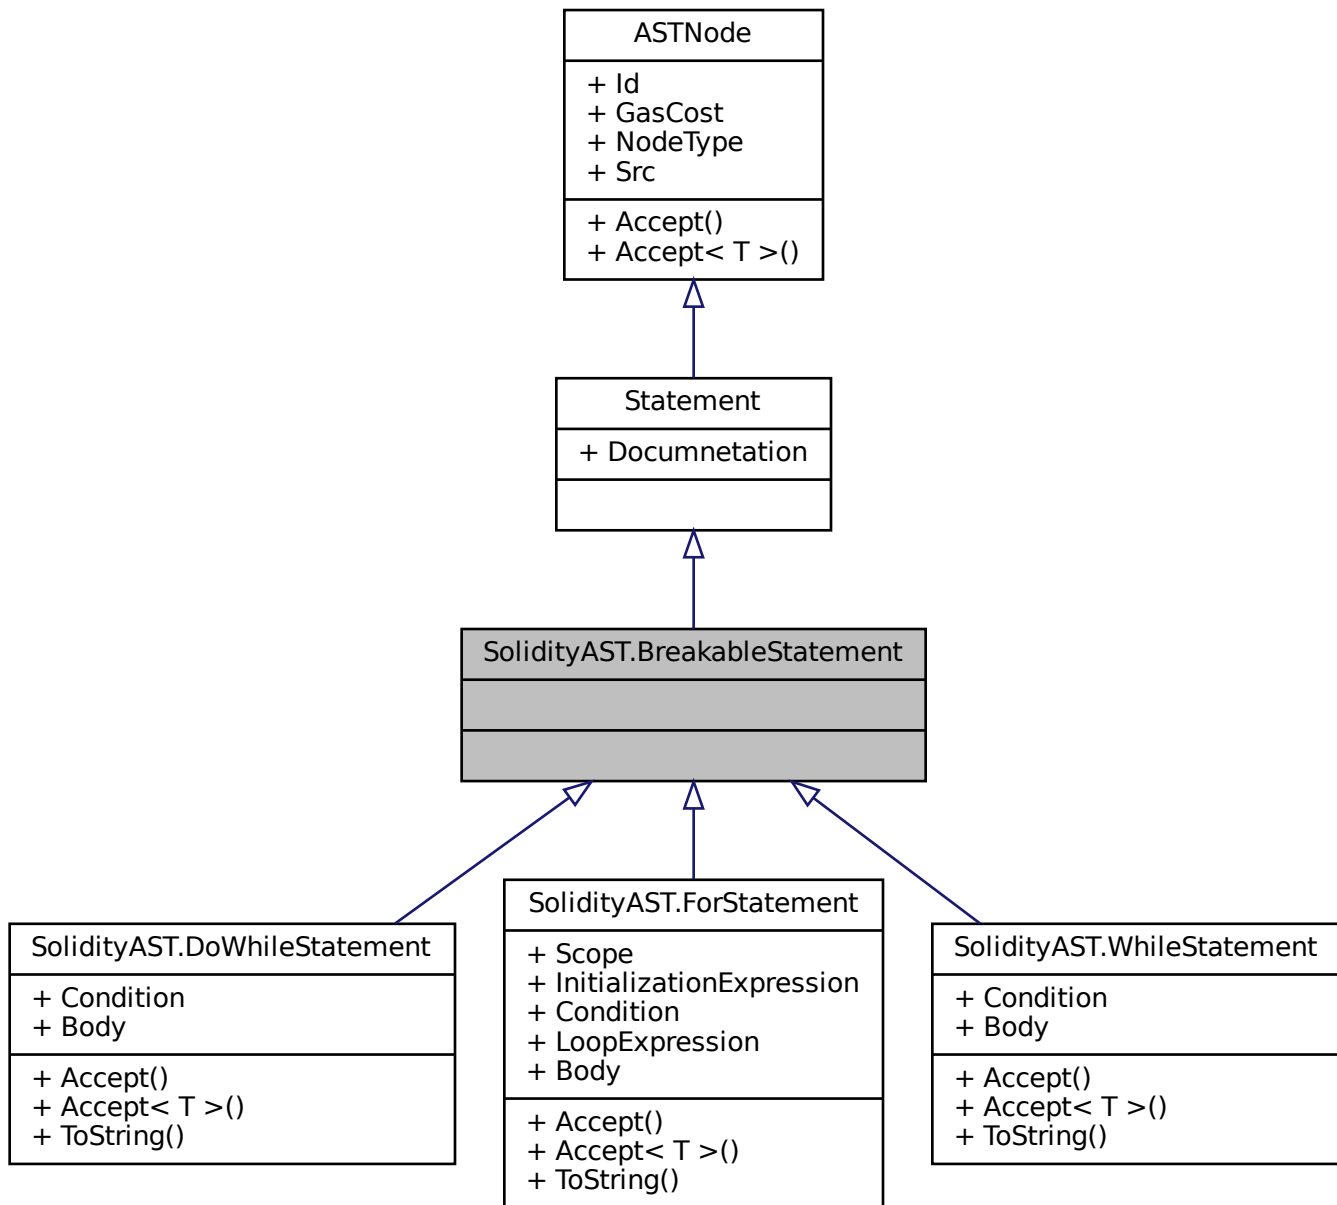 ASTNode
+ Id
+ GasCost
+ NodeType
+ Src
+ Accept()
+ Accept< T >()
Statement
+ Documnetation
SolidityAST.BreakableStatement
SolidityAST.DoWhileStatement
+ Condition
+ Body
+ Accept()
+ Accept< T >()
+ ToString()
SolidityAST.ForStatement
+ Scope
+ InitializationExpression
+ Condition
+ LoopExpression
+ Body
+ Accept()
+ Accept< T >()
+ ToString()
SolidityAST.WhileStatement
+ Condition
+ Body
+ Accept()
+ Accept< T >()
+ ToString()